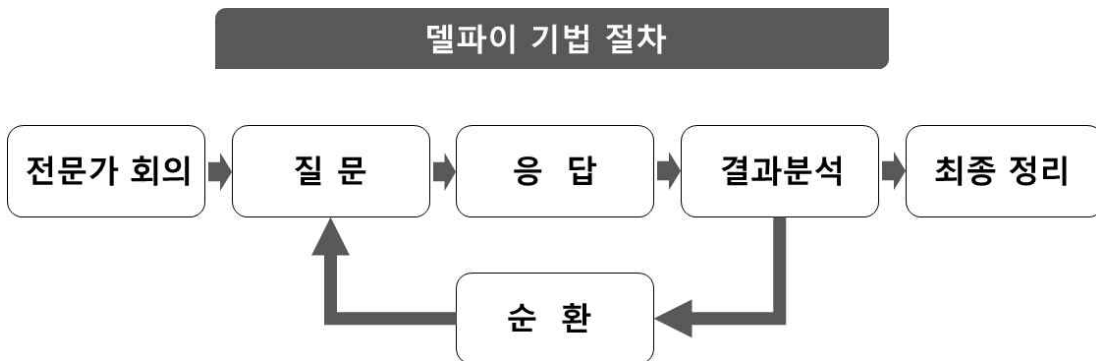 델파이 기법 절차
전문가 회의
질 문
응 답
결과분석
최종 정리
순 환